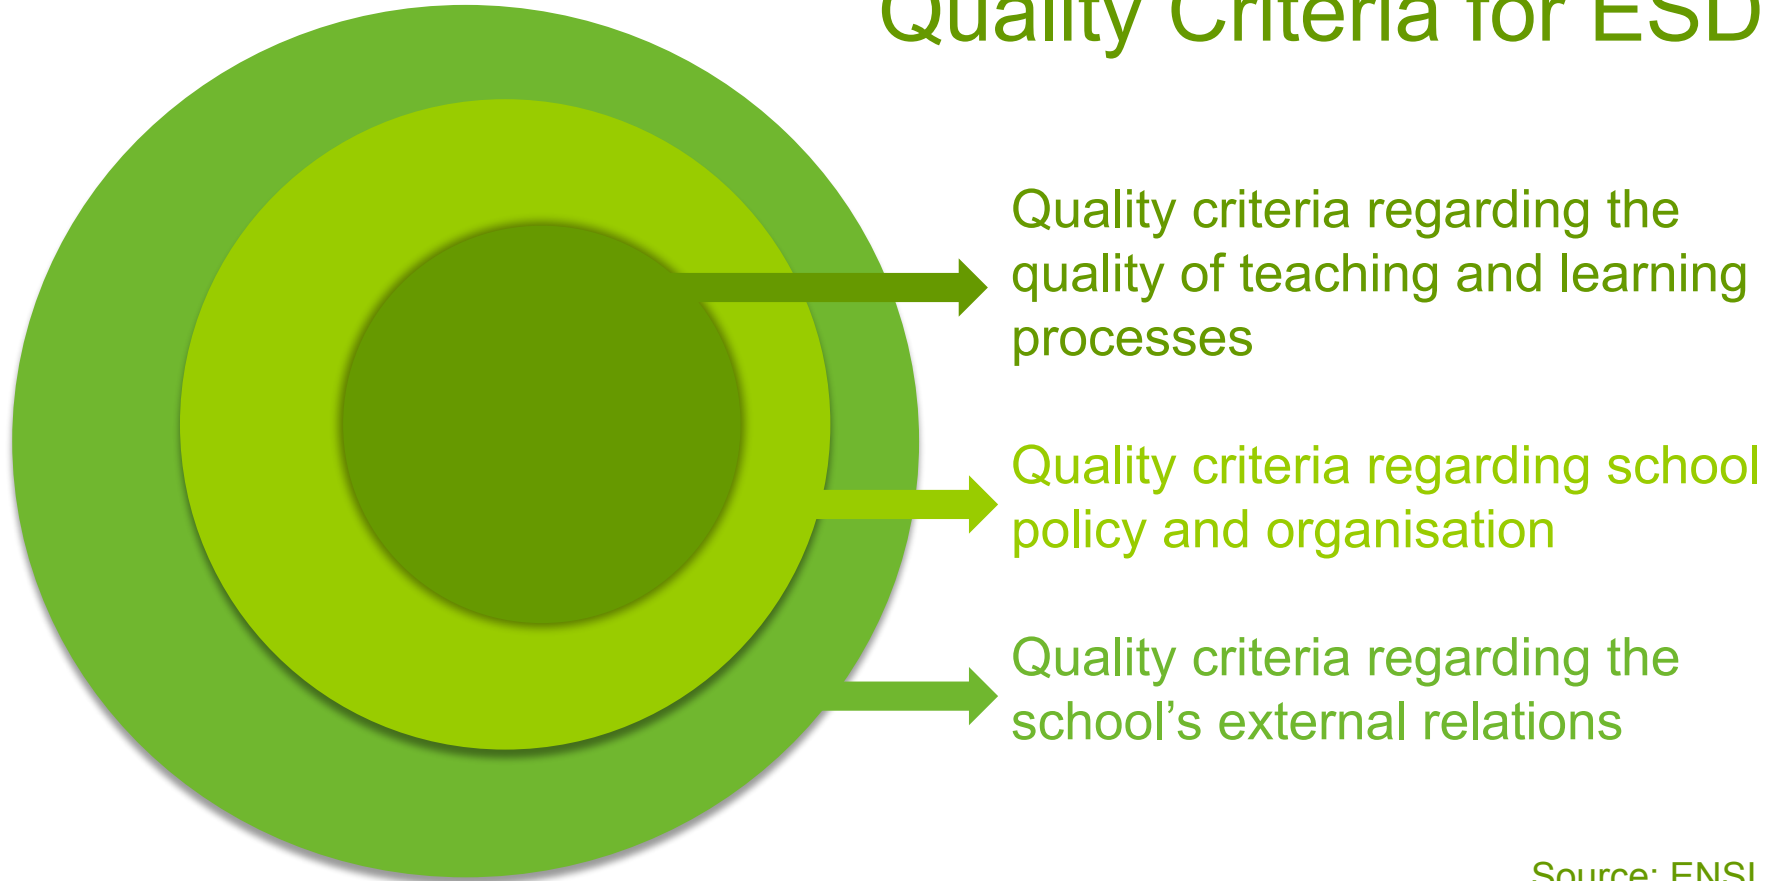 Quality Criteria for ESD
Quality criteria regarding the
quality of teaching and learning
processes
Quality criteria regarding school
policy and organisation
Quality criteria regarding the
school’s external relations
Source: ENSI